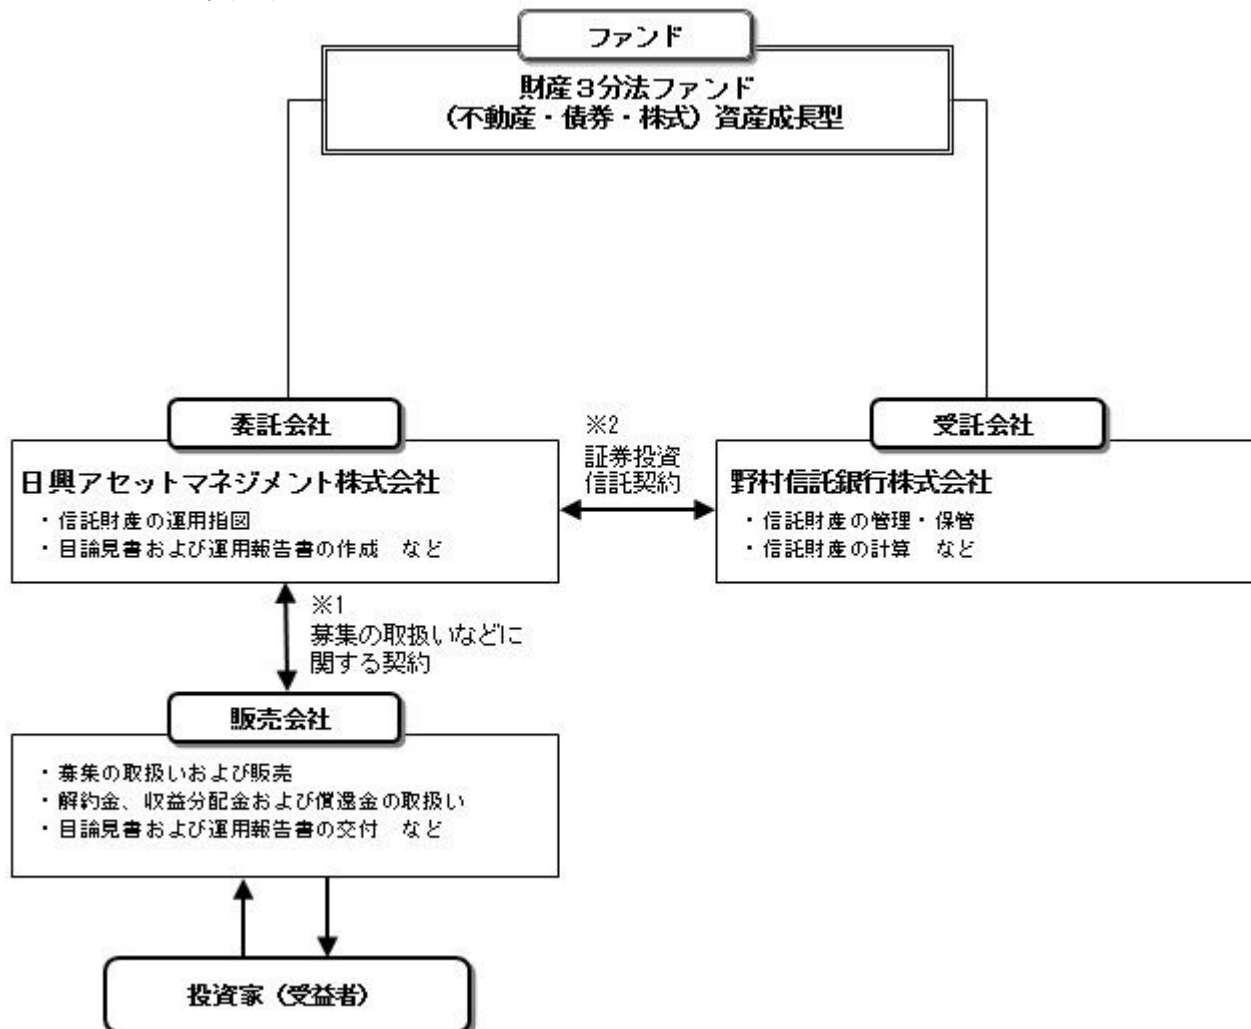 ファンド
財産3分法ファンド
(不動産・債券・株式)資産成長型
委託会社
日興アセットマネジメント株式会社
・信託財産の運用指図
・目論見書および運用報告書の作成 など
※2
証券投資
信託契約
受託会社
野村信託銀行株式会社
・信託財産の管理・保管
・信託財産の計算 など
※1
募集の取扱いなどに
関する契約
販売会社
・募集の取扱いおよび販売
・解約金、収益分配金および償還金の取扱い
・目論見書および運用報告書の交付 など
投資家(受益者)